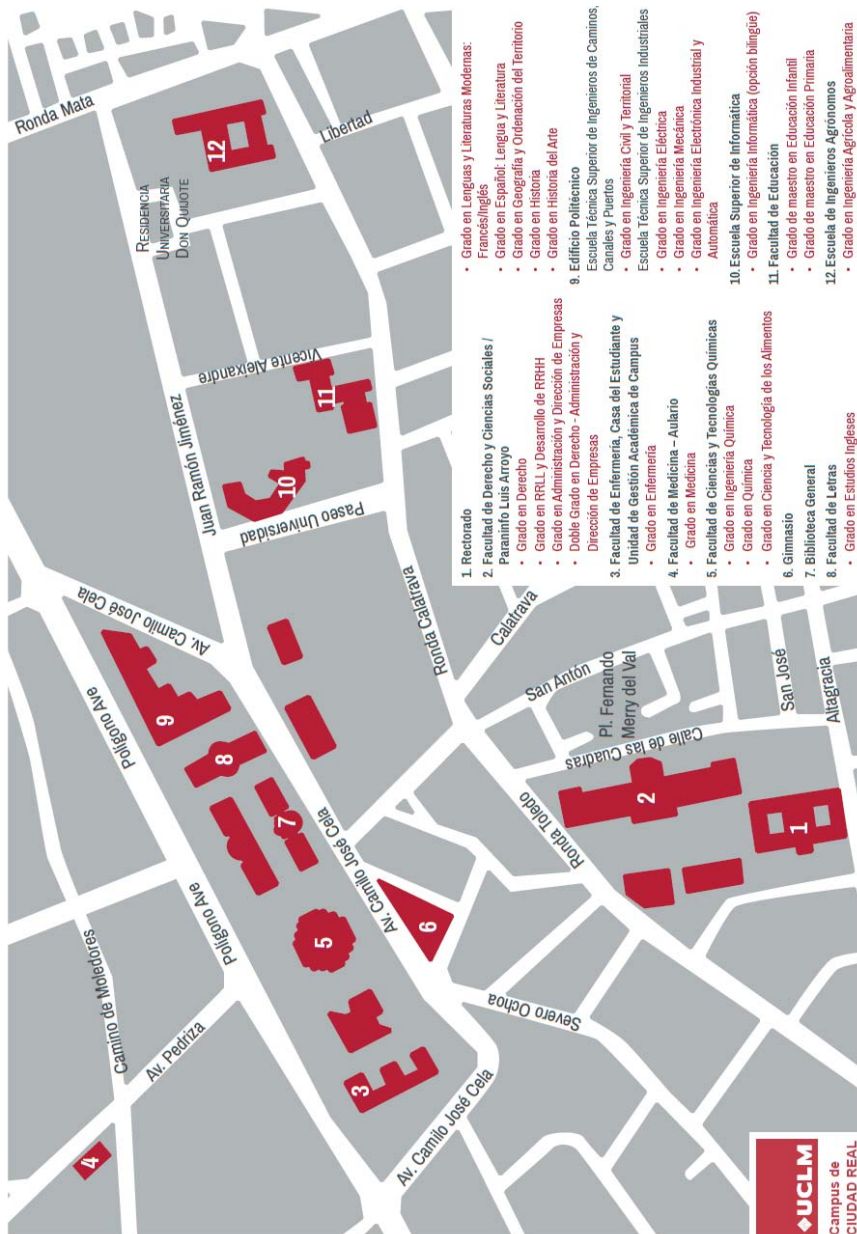 Ronda Mata
RESIDENCIA
UNIVERSITARIA
DON QUIJOTE
12
Libertad
Juan Ramón Jiménez
Vicente Aleixandre
11
10
Paseo Universidad
Av. Camilo José Cela
Polígono Ave
9
8
7
Ronda Calatrava
Calatrava
San Antón
Pl. Fernando
Merry del Val
Calle de las Cuadras
San José
Altagracia
Camino de Moledores
Polígono Ave
Av. Pedriza
4
5
Av. Camilo José Cela
6
Ronda Toledo
2
1
3
Severo Ochoa
Av. Camilo José Cela
UCLM
Campus de
CIUDAD REAL
1. Rectorado
2. Facultad de Derecho y Ciencias Sociales /
Paraninfo Luis Arroyo
• Grado en Derecho
• Grado en RRLL y Desarrollo de RRHH
• Grado en Administración y Dirección de Empresas
• Doble Grado en Derecho - Administración y
Dirección de Empresas
3. Facultad de Enfermería, Casa del Estudiante y
Unidad de Gestión Académica de Campus
• Grado en Enfermería
4. Facultad de Medicina – Aulario
• Grado en Medicina
5. Facultad de Ciencias y Tecnologías Químicas
• Grado en Ingeniería Química
• Grado en Química
• Grado en Ciencia y Tecnología de los Alimentos
6. Gimnasio
7. Biblioteca General
8. Facultad de Letras
• Grado en Estudios Ingleses
• Grado en Lenguas y Literaturas Modernas:
Francés/Inglés
• Grado en Español: Lengua y Literatura
• Grado en Geografía y Ordenación del Territorio
• Grado en Historia
• Grado en Historia del Arte
9. Edificio Politécnico
Escuela Técnica Superior de Ingenieros de Caminos,
Canales y Puertos
• Grado en Ingeniería Civil y Territorial
Escuela Técnica Superior de Ingenieros Industriales
• Grado en Ingeniería Eléctrica
• Grado en Ingeniería Mecánica
• Grado en Ingeniería Electrónica Industrial y
Automática
10. Escuela Superior de Informática
• Grado en Ingeniería Informática (opción bilingüe)
11. Facultad de Educación
• Grado de maestro en Educación Infantil
• Grado de maestro en Educación Primaria
12. Escuela de Ingenieros Agrónomos
• Grado en Ingeniería Agrícola y Agroalimentaria